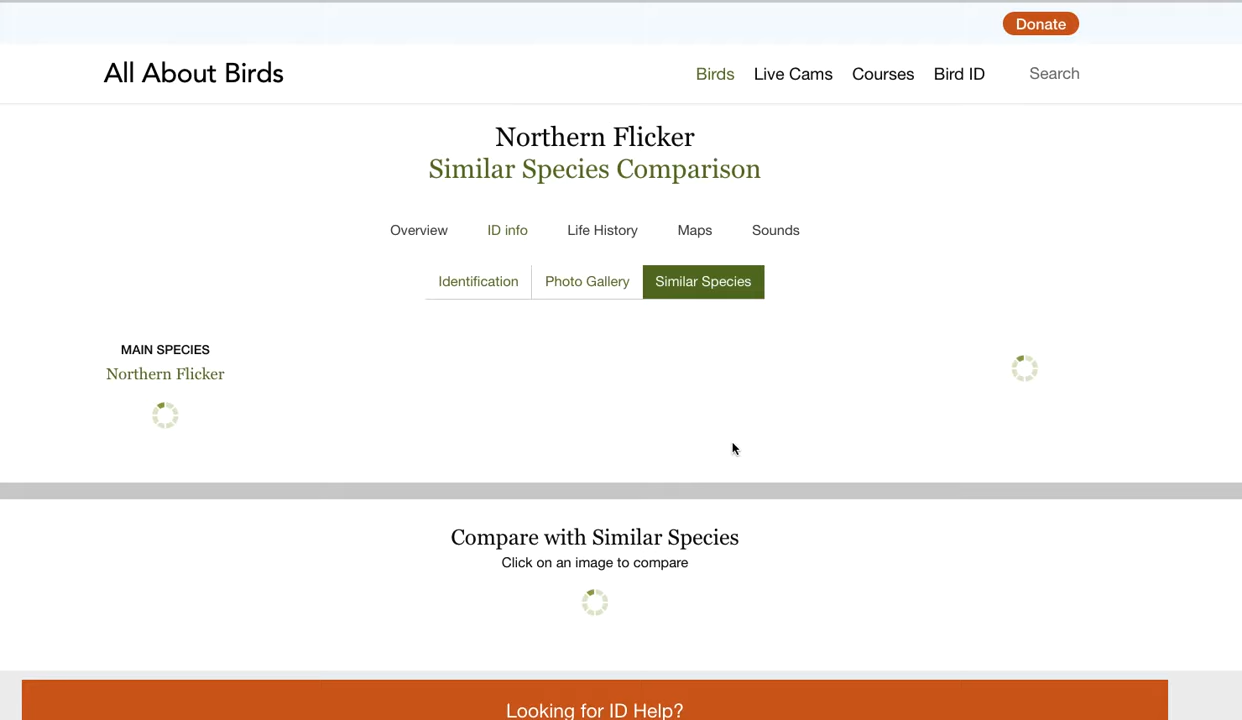 Donate
All About Birds
Birds Live Cams Courses Bird ID Search
Northern Flicker
Similar Species Comparison
Overview ID info Life History Maps Sounds
Identification Photo Gallery Similar Species
MAIN SPECIES
Northern Flicker
Compare with Similar Species
Click on an image to compare
Looking for ID Help?